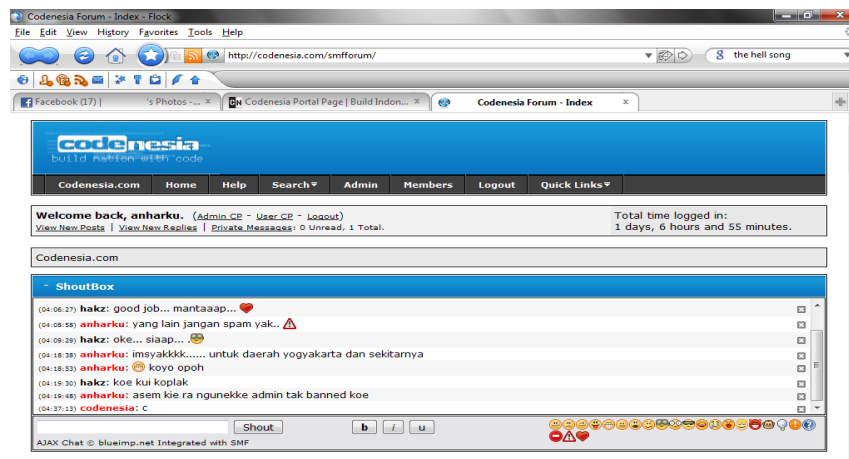 Codenesia Forum - Index - Flock
File Edit View History Favorites Tools Help
http://codenesia.com/smfforum/
the hell song
Facebook (17) | 's Photos -... Codenesia Portal Page | Build Indon... Codenesia Forum - Index
codenesia
build nation with code
Codenesia.com Home Help Search Admin Members Logout Quick Links
Welcome back, anharku. (Admin CP - User CP - Logout)
View New Posts | View New Replies | Private Messages: 0 Unread, 1 Total.
Total time logged in:
1 days, 6 hours and 55 minutes.
Codenesia.com
- ShoutBox
(04:06:27) hakz: good job... mantaaap...
(04:08:58) anharku: yang lain jangan spam yak..
(04:09:29) hakz: oke... siaap... .
(04:18:38) anharku: imsyakkkk...... untuk daerah yogyakarta dan sekitarnya
(04:18:53) anharku: koyo opoh
(04:19:30) hakz: koe kui koplak
(04:19:48) anharku: asem kie ra ngunekke admin tak banned koe
(04:37:13) codenesia: c
Shout b i u
AJAX Chat © blueimp.net Integrated with SMF